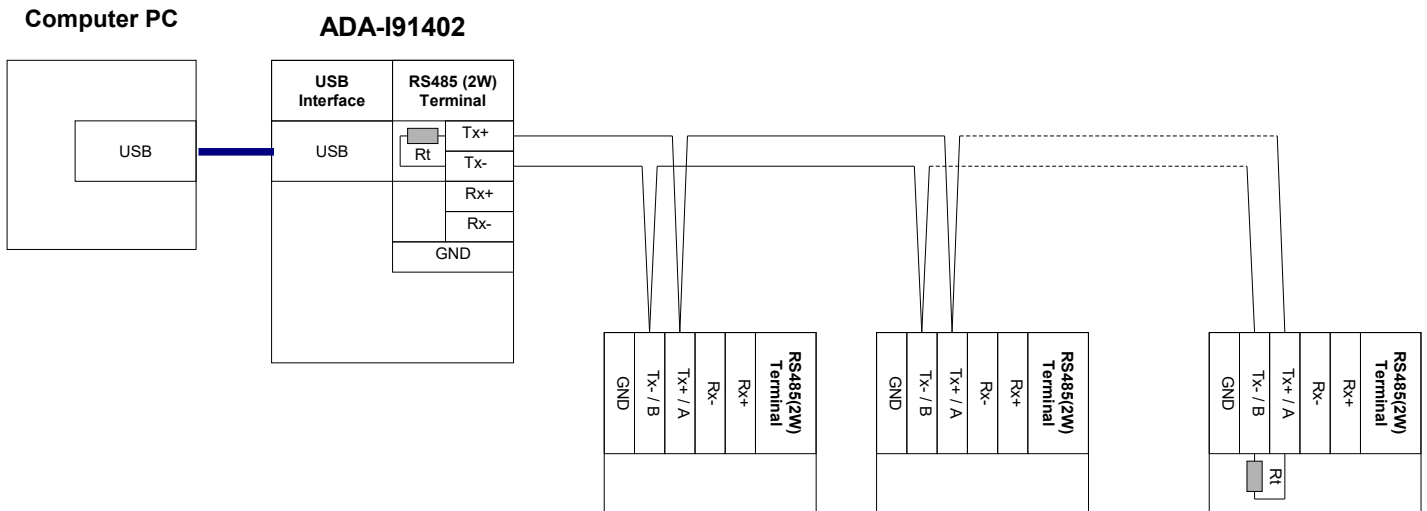 Computer PC
ADA-I91402
USB
Interface
RS485 (2W)
Terminal
USB
USB
Rt
Tx+
Tx-
Rx+
Rx-
GND
GND
Tx- / B
Tx+ / A
Rx-
Rx+
RS485(2W)
Terminal
GND
Tx- / B
Tx+ / A
Rx-
Rx+
RS485(2W)
Terminal
GND
Tx- / B
Tx+ / A
Rx-
Rx+
RS485(2W)
Terminal
Rt